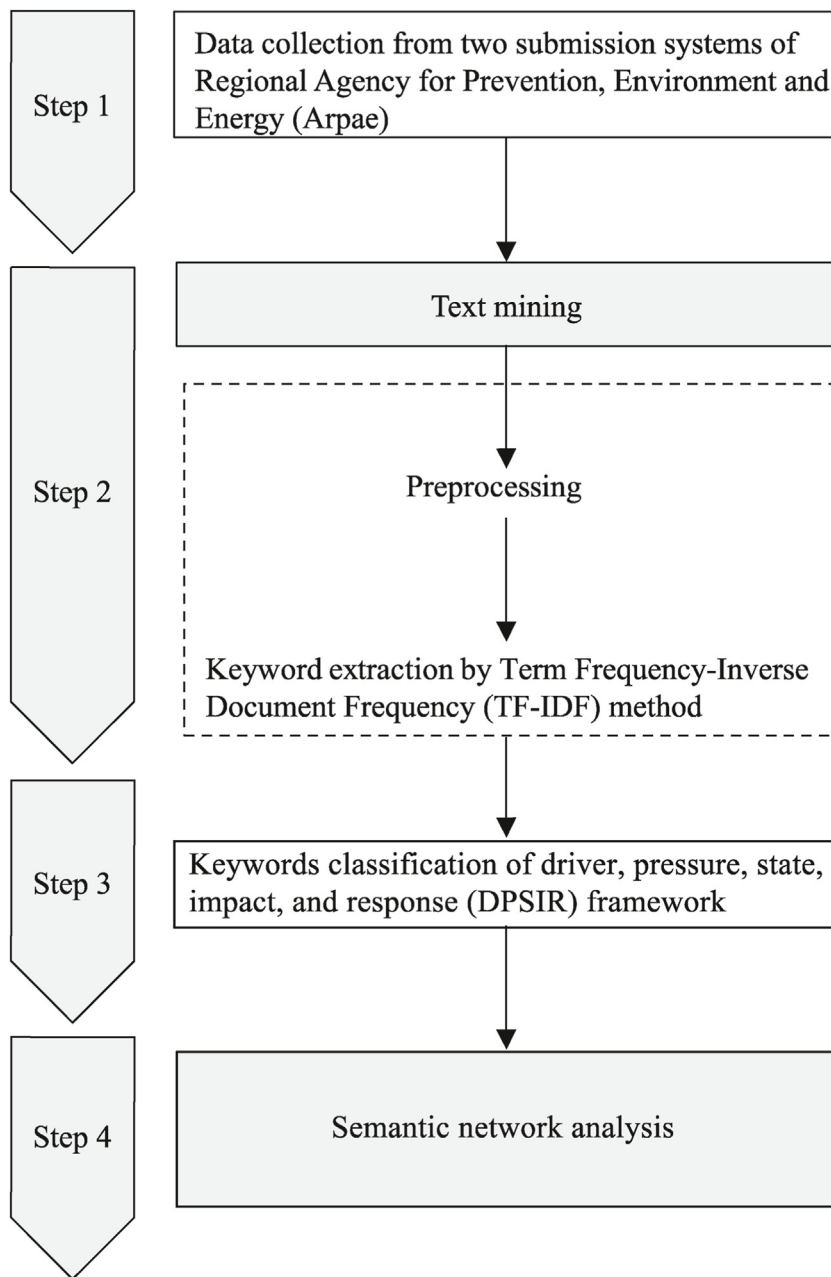 Step 1
Data collection from two submission systems of
Regional Agency for Prevention, Environment and
Energy (Arpae)
Text mining
Step 2
Preprocessing
Keyword extraction by Term Frequency-Inverse
Document Frequency (TF-IDF) method
Step 3
Keywords classification of driver, pressure, state,
impact, and response (DPSIR) framework
Step 4
Semantic network analysis